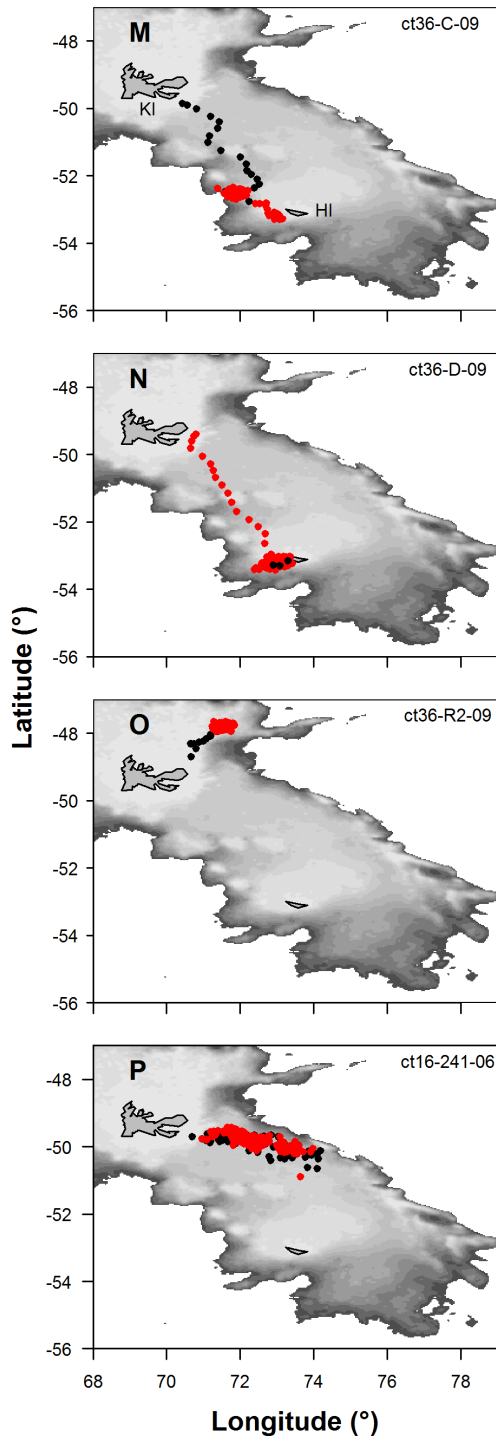 M
ct36-C-09
-48
KI
-50
-52
HI
-54
-56
N
ct36-D-09
-48
-50
-52
-54
-56
O
ct36-R2-09
-48
-50
-52
-54
-56
P
ct16-241-06
-48
-50
-52
-54
-56
68 70 72 74 76 78
Latitude (°)
Longitude (°)